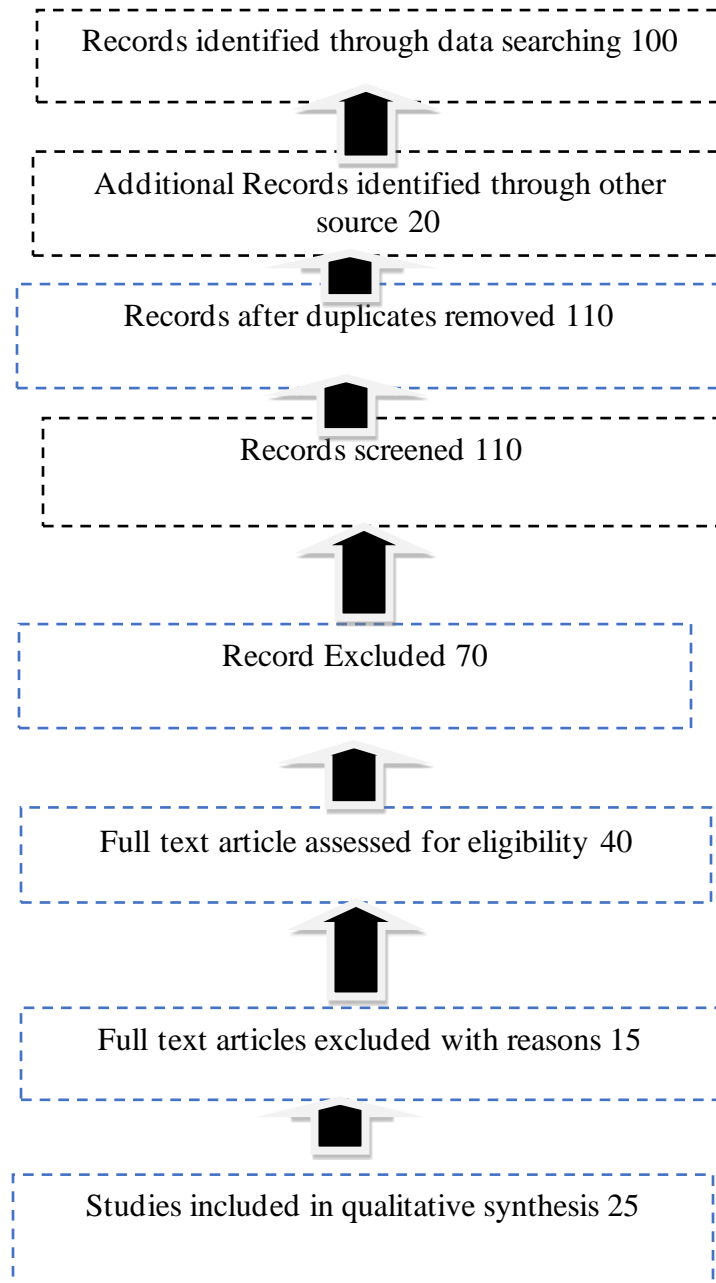 Records identified through data searching 100
Additional Records identified through other
source 20
Records after duplicates removed 110
Records screened 110
Record Excluded 70
Full text article assessed for eligibility 40
Full text articles excluded with reasons 15
Studies included in qualitative synthesis 25